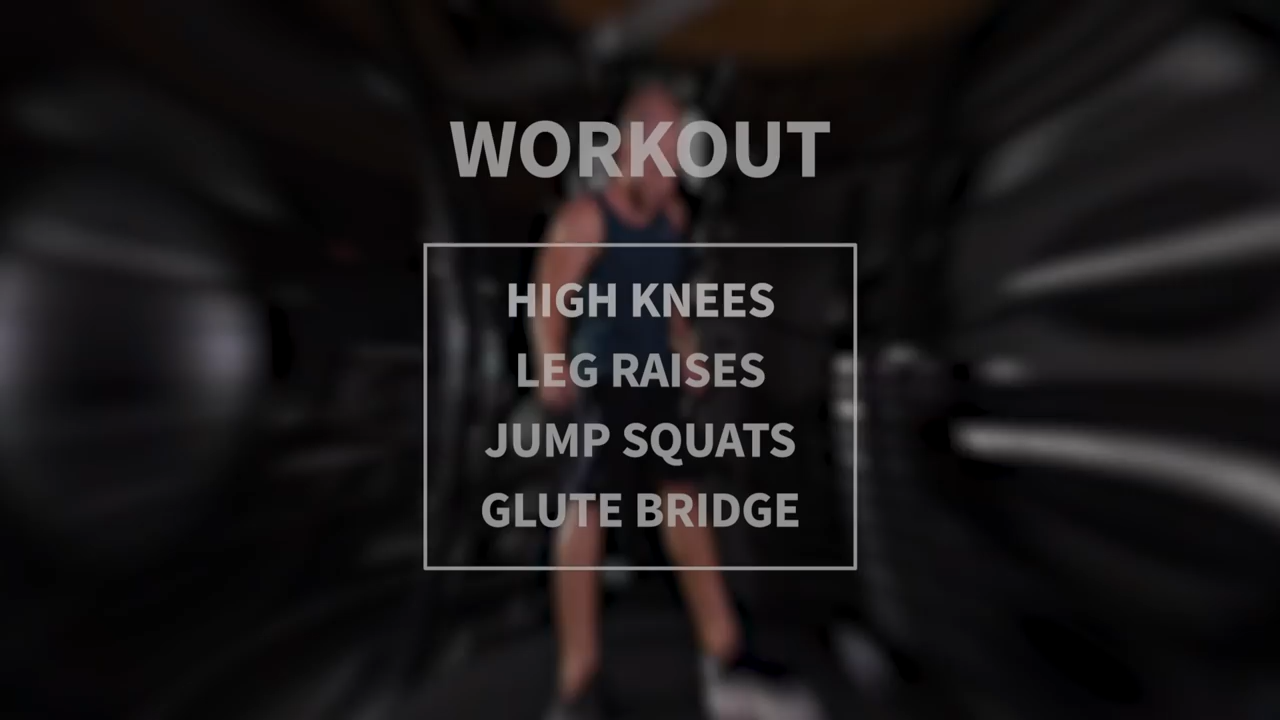 WORKOUT
HIGH KNEES
LEG RAISES
JUMP SQUATS
GLUTE BRIDGE